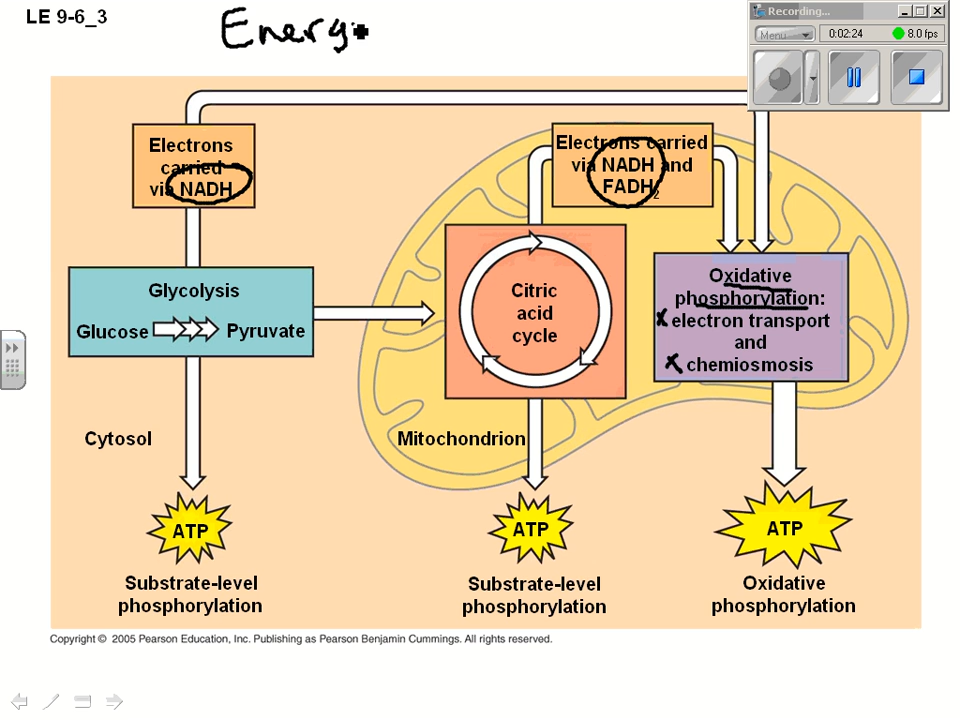 LE 9-6_3
Energy
Recording...
Menu
0:02:24
8.0 fps
Electrons
carried
via NADH
Electrons carried
via NADH and
FADH2
Glycolysis
Glucose
Pyruvate
Citric
acid
cycle
Oxidative
phosphorylation:
electron transport
and
chemiosmosis
Cytosol
Mitochondrion
ATP
ATP
ATP
Substrate-level
phosphorylation
Substrate-level
phosphorylation
Oxidative
phosphorylation
Copyright © 2005 Pearson Education, Inc. Publishing as Pearson Benjamin Cummings. All rights reserved.